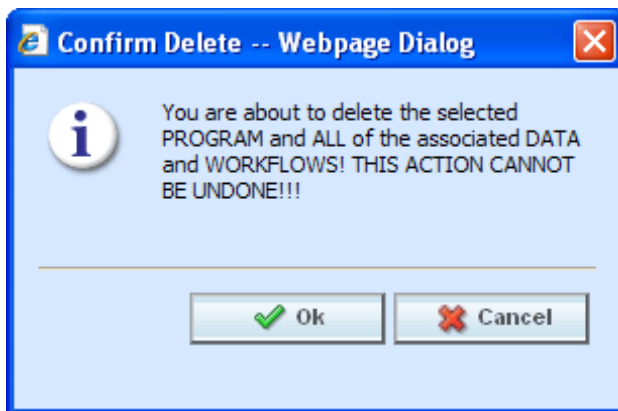 Confirm Delete -- Webpage Dialog
You are about to delete the selected
PROGRAM and ALL of the associated DATA
and WORKFLOWS! THIS ACTION CANNOT
BE UNDONE!!!
Ok
Cancel